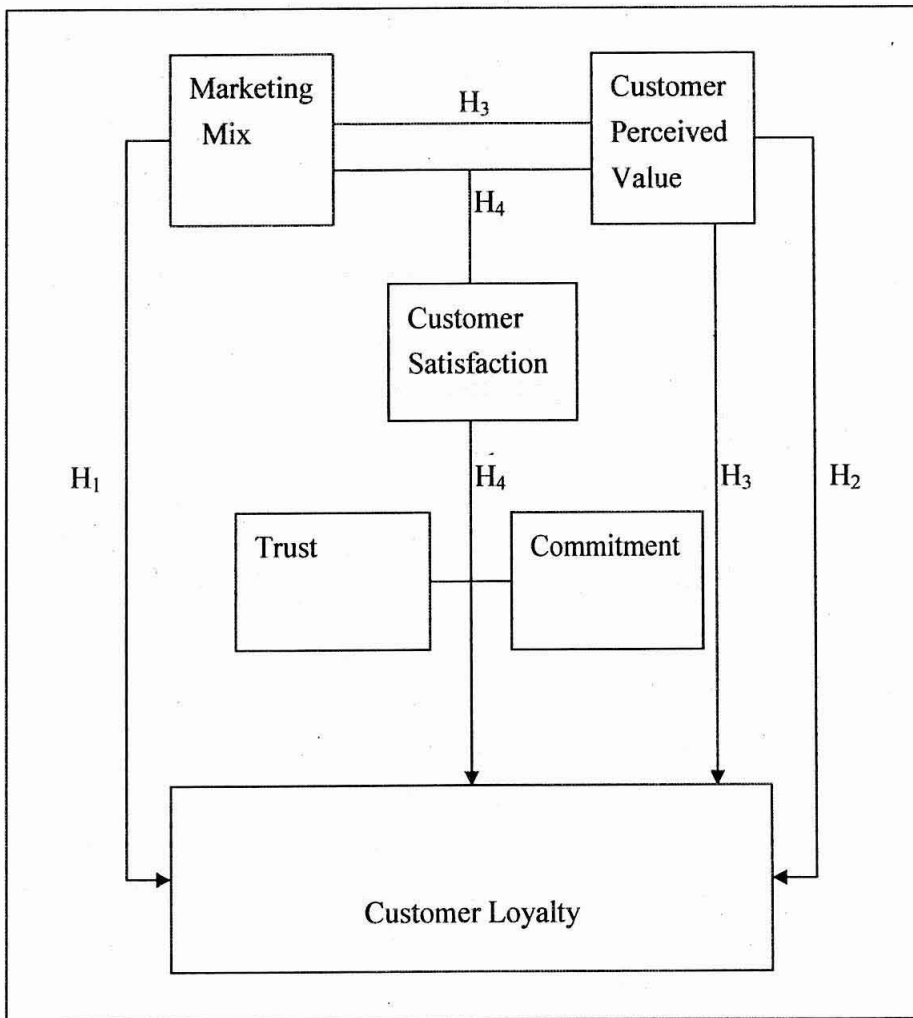 Marketing
Mix
H₃
Customer
Perceived
Value
H₄
Customer
Satisfaction
H₁
H₄
H₃
H₂
Trust
Commitment
Customer Loyalty